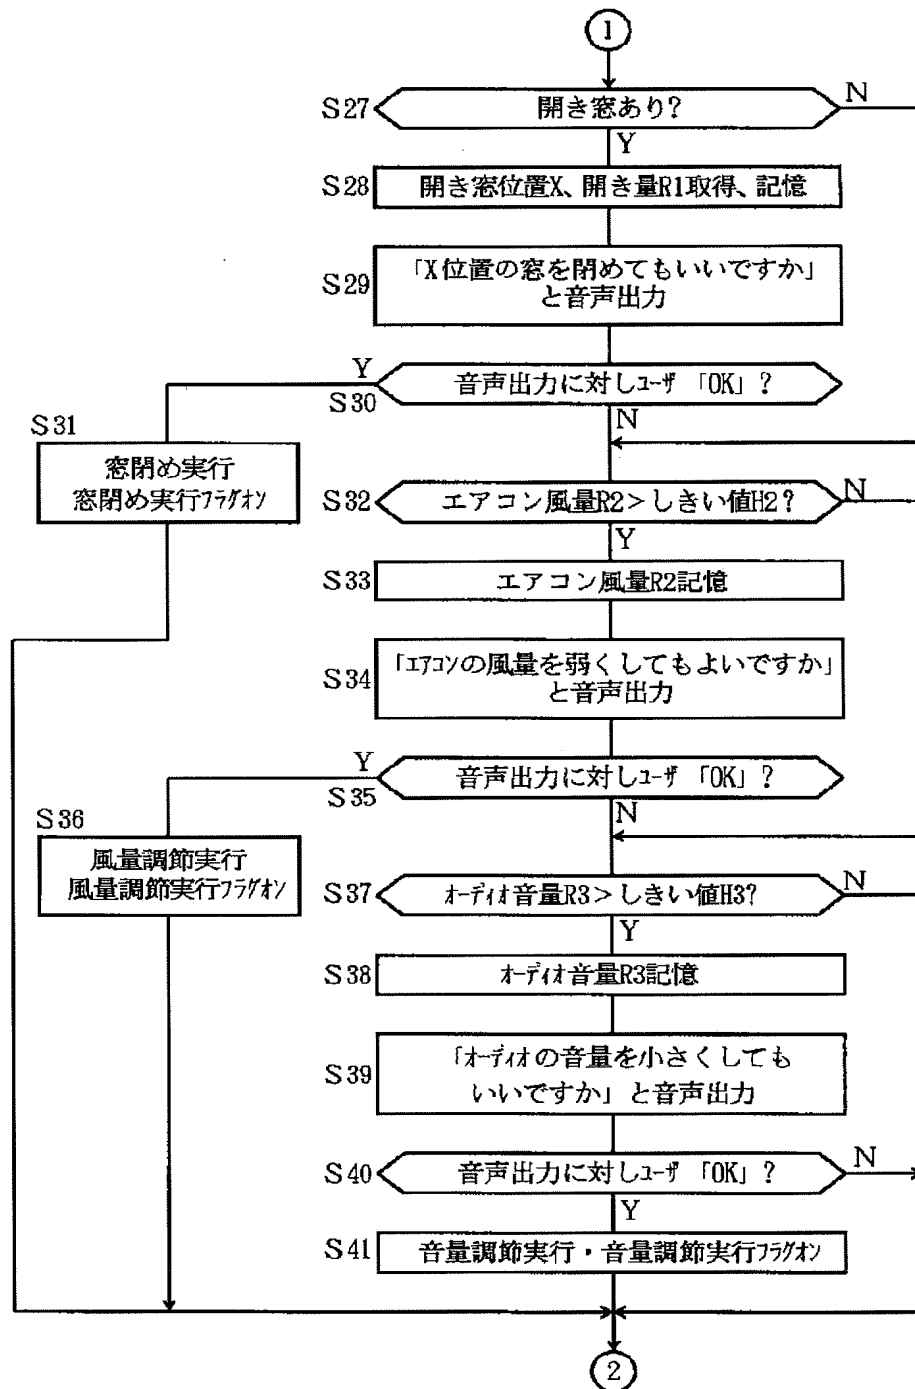 1
S27 開き窓あり? N
Y
S28 開き窓位置X、開き量R1取得、記憶
S29 「X位置の窓を閉めてもいいですか」
と音声出力
Y S30 音声出力に対しユーザ「OK」?
N
S31
窓閉め実行
窓閉め実行フラグオン
S32 エアコン風量R2>しきい値H2? N
Y
S33 エアコン風量R2記憶
S34 「エアコンの風量を弱くしてもよいですか」
と音声出力
Y S35 音声出力に対しユーザ「OK」?
N
S36
風量調節実行
風量調節実行フラグオン
S37 オーディオ音量R3>しきい値H3? N
Y
S38 オーディオ音量R3記憶
S39 「オーディオの音量を小さくしても
いいですか」と音声出力
S40 音声出力に対しユーザ「OK」? N
Y
S41 音量調節実行・音量調節実行フラグオン
2